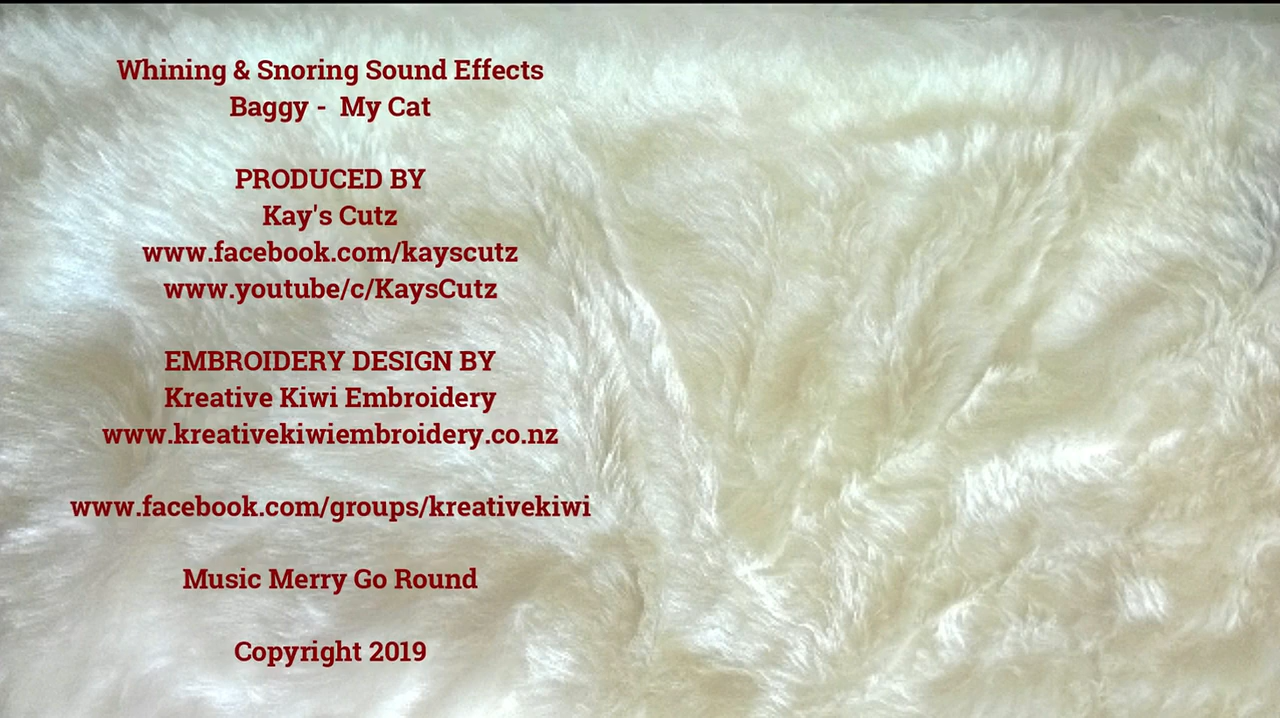 Whining & Snoring Sound Effects
Baggy -  My Cat
PRODUCED BY
Kay's Cutz
www.facebook.com/kayscutz
www.youtube/c/KaysCutz
EMBROIDERY DESIGN BY
Kreative Kiwi Embroidery
www.kreativekiwiembroidery.co.nz
www.facebook.com/groups/kreativekiwi
Music Merry Go Round
Copyright 2019